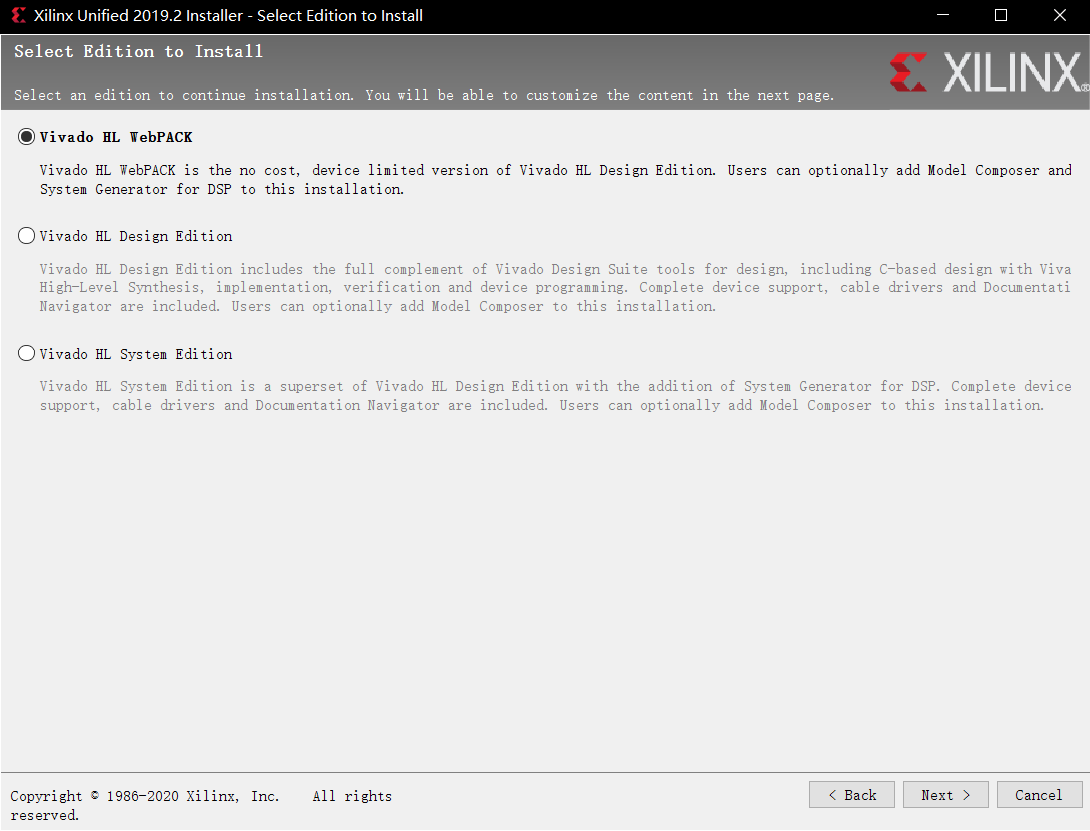 Xilinx Unified 2019.2 Installer - Select Edition to Install
Select Edition to Install
XILINX®
Select an edition to continue installation. You will be able to customize the content in the next page.
Vivado HL WebPACK
Vivado HL WebPACK is the no cost, device limited version of Vivado HL Design Edition. Users can optionally add Model Composer and
System Generator for DSP to this installation.
Vivado HL Design Edition
Vivado HL Design Edition includes the full complement of Vivado Design Suite tools for design, including C-based design with Viva
High-Level Synthesis, implementation, verification and device programming. Complete device support, cable drivers and Documentati
Navigator are included. Users can optionally add Model Composer to this installation.
Vivado HL System Edition
Vivado HL System Edition is a superset of Vivado HL Design Edition with the addition of System Generator for DSP. Complete device
support, cable drivers and Documentation Navigator are included. Users can optionally add Model Composer to this installation.
Copyright © 1986-2020 Xilinx, Inc. All rights
reserved.
< Back
Next >
Cancel